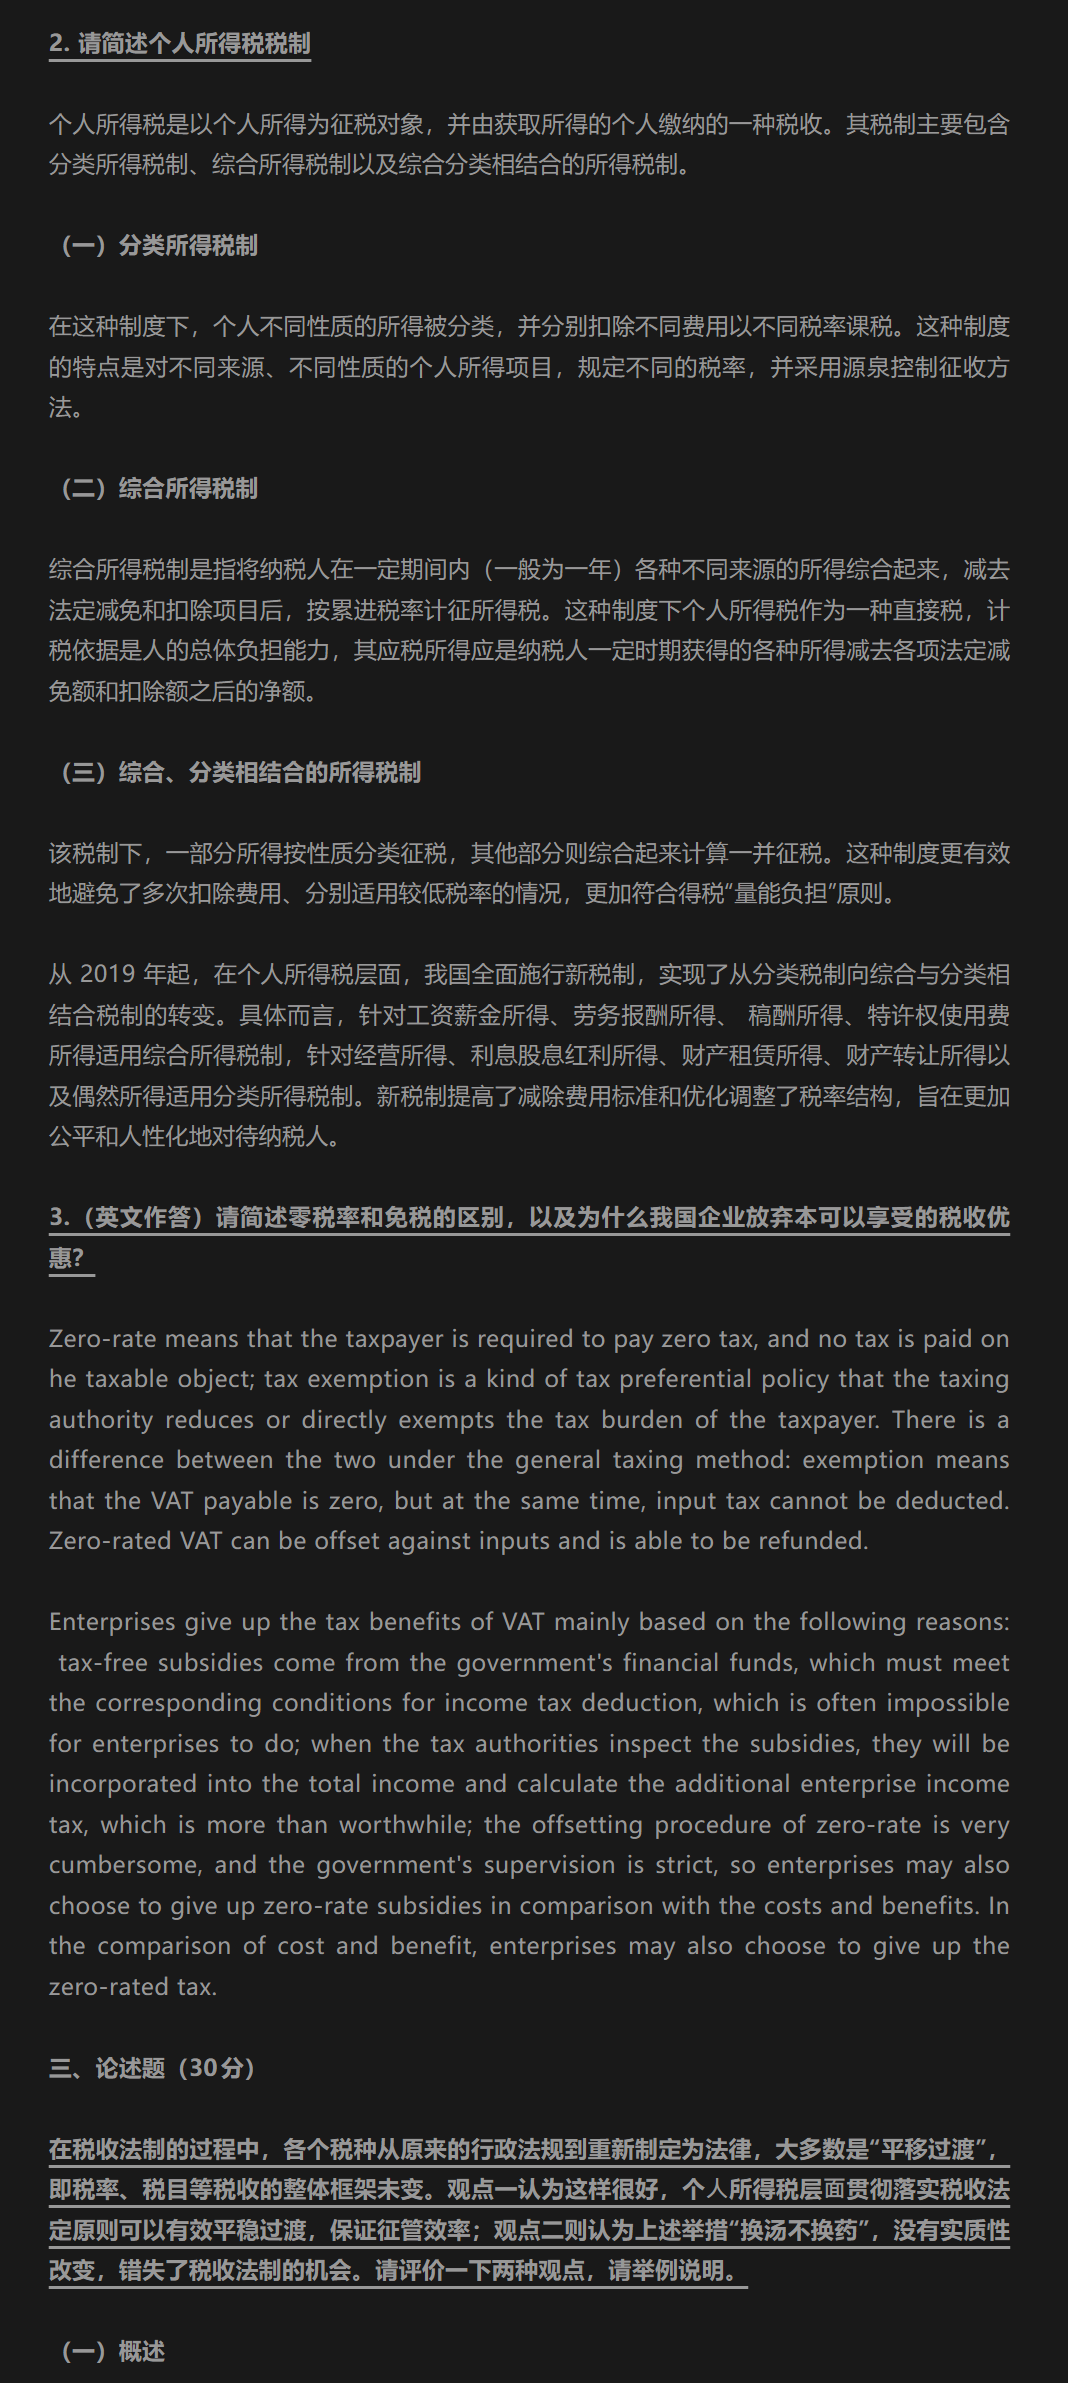 2. 请简述个人所得税税制
个人所得税是以个人所得为征税对象，并由获取所得的个人缴纳的一种税收。其税制主要包含
分类所得税制、综合所得税制以及综合分类相结合的所得税制。
（一）分类所得税制
在这种制度下，个人不同性质的所得被分类，并分别扣除不同费用以不同税率课税。这种制度
的特点是对不同来源、不同性质的个人所得项目，规定不同的税率，并采用源泉控制征收方
法。
（二）综合所得税制
综合所得税制是指将纳税人在一定期间内（一般为一年）各种不同来源的所得综合起来，减去
法定减免和扣除项目后，按累进税率计征所得税。这种制度下个人所得税作为一种直接税，计
税依据是人的总体负担能力，其应税所得应是纳税人一定时期获得的各种所得减去各项法定减
免额和扣除额之后的净额。
（三）综合、分类相结合的所得税制
该税制下，一部分所得按性质分类征税，其他部分则综合起来计算一并征税。这种制度更有效
地避免了多次扣除费用、分别适用较低税率的情况，更加符合得税“量能负担”原则。
从 2019 年起，在个人所得税层面，我国全面施行新税制，实现了从分类税制向综合与分类相
结合税制的转变。具体而言，针对工资薪金所得、劳务报酬所得、 稿酬所得、特许权使用费
所得适用综合所得税制，针对经营所得、利息股息红利所得、财产租赁所得、财产转让所得以
及偶然所得适用分类所得税制。新税制提高了减除费用标准和优化调整了税率结构，旨在更加
公平和人性化地对待纳税人。
3.（英文作答）请简述零税率和免税的区别，以及为什么我国企业放弃本可以享受的税收优
惠？
Zero-rate means that the taxpayer is required to pay zero tax, and no tax is paid on
he taxable object; tax exemption is a kind of tax preferential policy that the taxing
authority reduces or directly exempts the tax burden of the taxpayer. There is a
difference between the two under the general taxing method: exemption means
that the VAT payable is zero, but at the same time, input tax cannot be deducted.
Zero-rated VAT can be offset against inputs and is able to be refunded.
Enterprises give up the tax benefits of VAT mainly based on the following reasons:
tax-free subsidies come from the government's financial funds, which must meet
the corresponding conditions for income tax deduction, which is often impossible
for enterprises to do; when the tax authorities inspect the subsidies, they will be
incorporated into the total income and calculate the additional enterprise income
tax, which is more than worthwhile; the offsetting procedure of zero-rate is very
cumbersome, and the government's supervision is strict, so enterprises may also
choose to give up zero-rate subsidies in comparison with the costs and benefits. In
the comparison of cost and benefit, enterprises may also choose to give up the
zero-rated tax.
三、论述题（30分）
在税收法制的过程中，各个税种从原来的行政法规到重新制定为法律，大多数是“平移过渡”，
即税率、税目等税收的整体框架未变。观点一认为这样很好，个人所得税层面贯彻落实税收法
定原则可以有效平稳过渡，保证征管效率；观点二则认为上述举措“换汤不换药”，没有实质性
改变，错失了税收法制的机会。请评价一下两种观点，请举例说明。
（一）概述